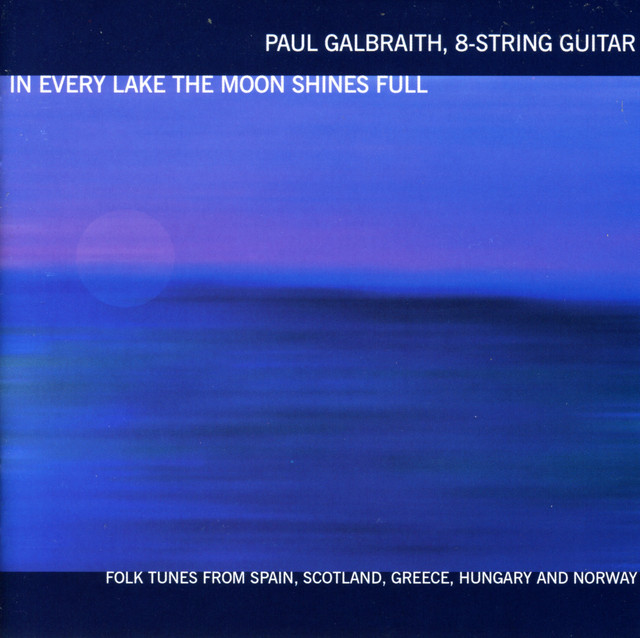 PAUL GALBRAITH, 8-STRING GUITAR
IN EVERY LAKE THE MOON SHINES FULL
FOLK TUNES FROM SPAIN, SCOTLAND, GREECE, HUNGARY AND NORWAY